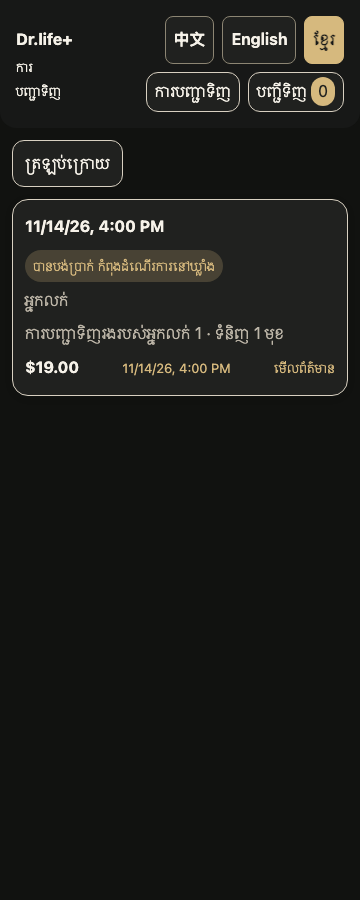 Dr.life+
ការ
បញ្ជាទិញ
中文
English
ខ្មែរ
ការបញ្ជាទិញ
បញ្ជីទិញ 0
ត្រឡប់ក្រោយ
11/14/26, 4:00 PM
បានបង់ប្រាក់ កំពុងដំណើរការនៅឃ្លាំង
អ្នកលក់
ការបញ្ជាទិញរងរបស់អ្នកលក់ 1 · ទំនិញ 1 មុខ
$19.00
11/14/26, 4:00 PM
មើលព័ត៌មាន